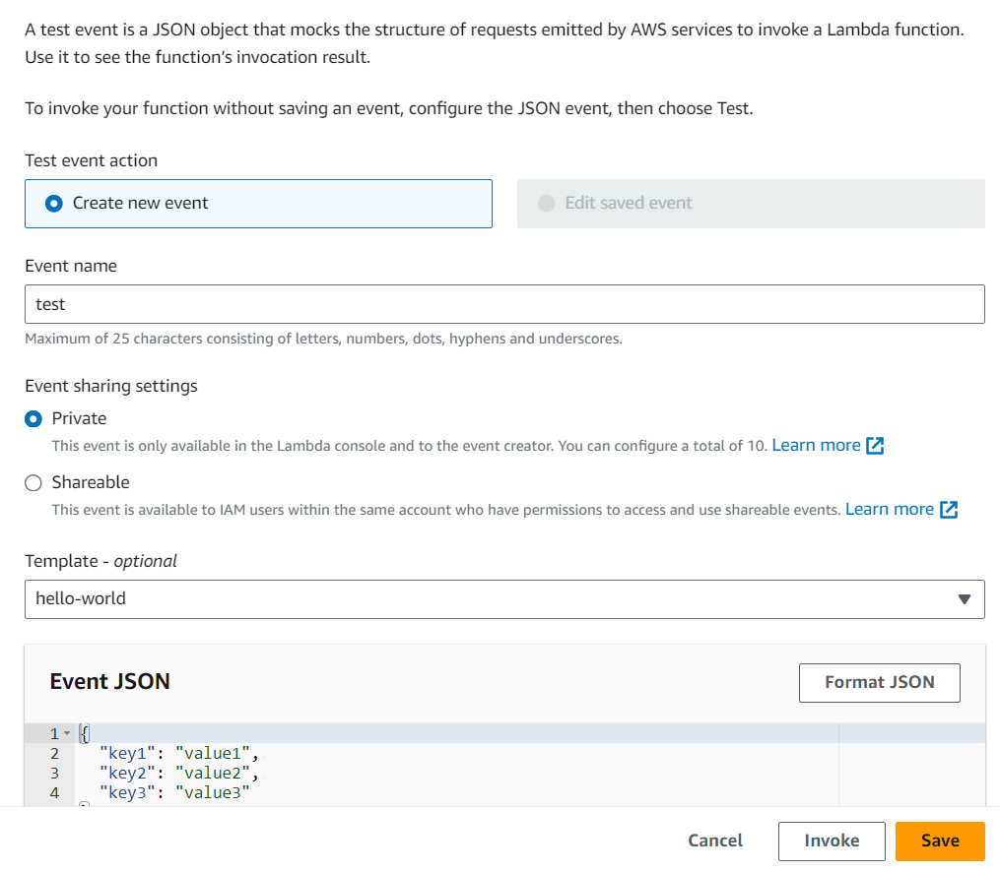 A test event is a JSON object that mocks the structure of requests emitted by AWS services to invoke a Lambda function.
Use it to see the function’s invocation result.
To invoke your function without saving an event, configure the JSON event, then choose Test.
Test event action
Create new event
Edit saved event
Event name
test
Maximum of 25 characters consisting of letters, numbers, dots, hyphens and underscores.
Event sharing settings
Private
This event is only available in the Lambda console and to the event creator. You can configure a total of 10. Learn more
Shareable
This event is available to IAM users within the same account who have permissions to access and use shareable events. Learn more
Template - optional
hello-world
Event JSON
Format JSON
1 {
2 "key1": "value1",
3 "key2": "value2",
4 "key3": "value3"
Cancel
Invoke
Save